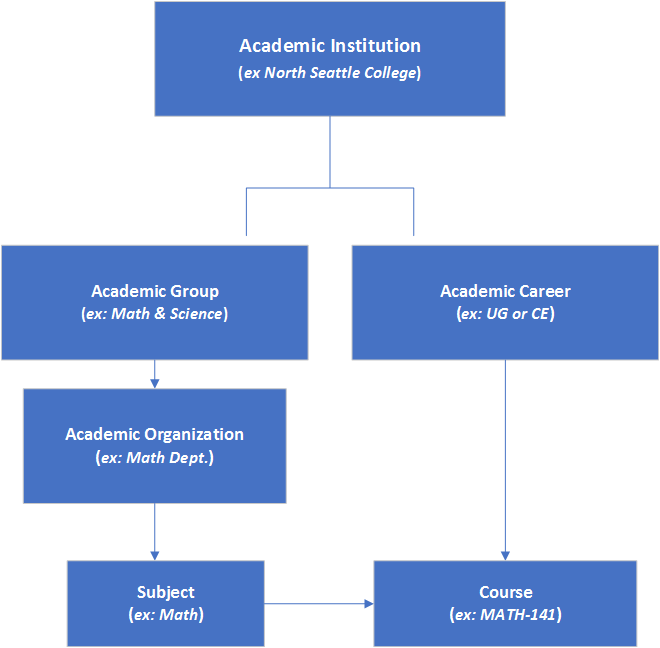 Academic Institution
(ex North Seattle College)
Academic Group
(ex: Math & Science)
Academic Career
(ex: UG or CE)
Academic Organization
(ex: Math Dept.)
Subject
(ex: Math)
Course
(ex: MATH-141)